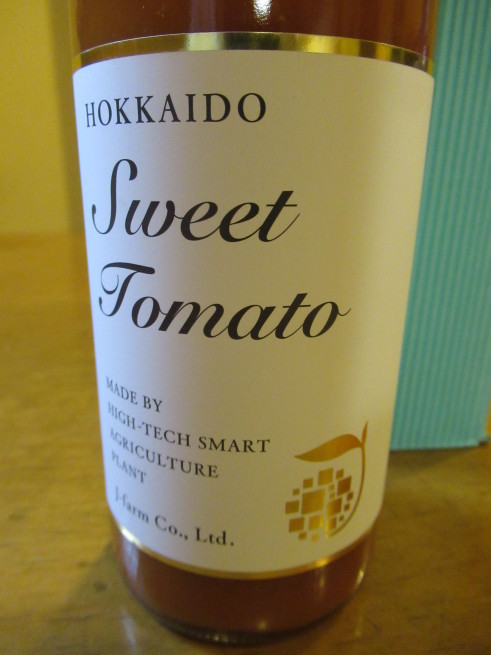 HOKKAIDO
Sweet
Tomato
MADE BY
HIGH-TECH SMART
AGRICULTURE
PLANT
J-farm Co., Ltd.